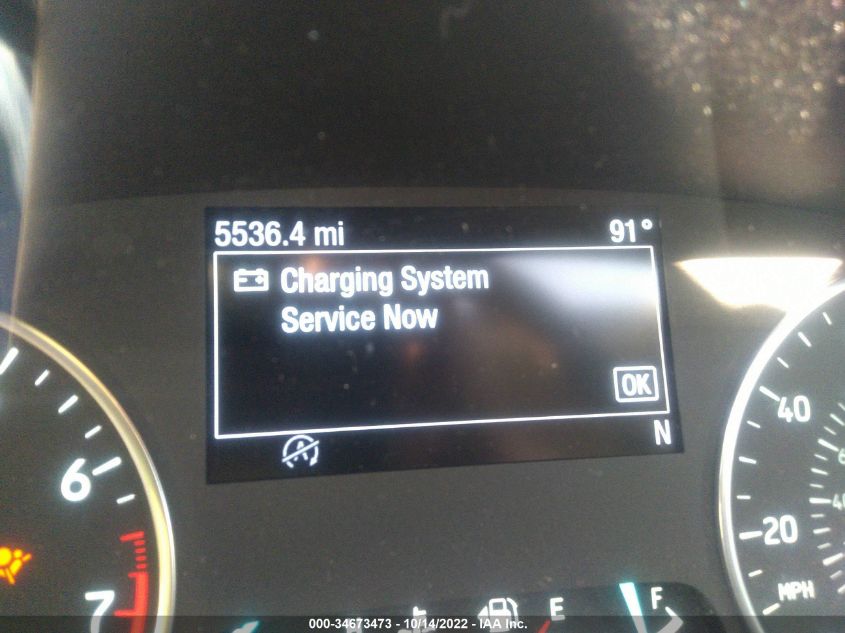 5536.4 mi 91°
Charging System
Service Now
OK
A
N
6
7
40
20
MPH
E
F
000-34673473 - 10/14/2022 - IAA Inc.